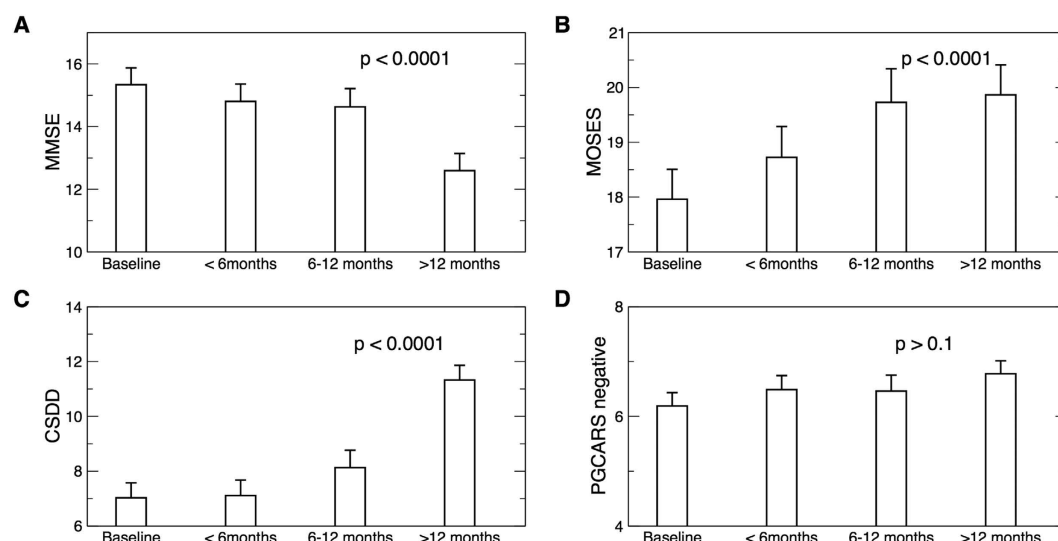 A
MMSE
16
14
12
10
p < 0.0001
Baseline < 6months 6-12 months >12 months
B
MOSES
21
20
19
18
17
p < 0.0001
Baseline < 6months 6-12 months >12 months
C
CSDD
14
12
10
8
6
p < 0.0001
Baseline < 6months 6-12 months >12 months
D
PGCARS negative
8
6
4
p > 0.1
Baseline < 6months 6-12 months >12 months